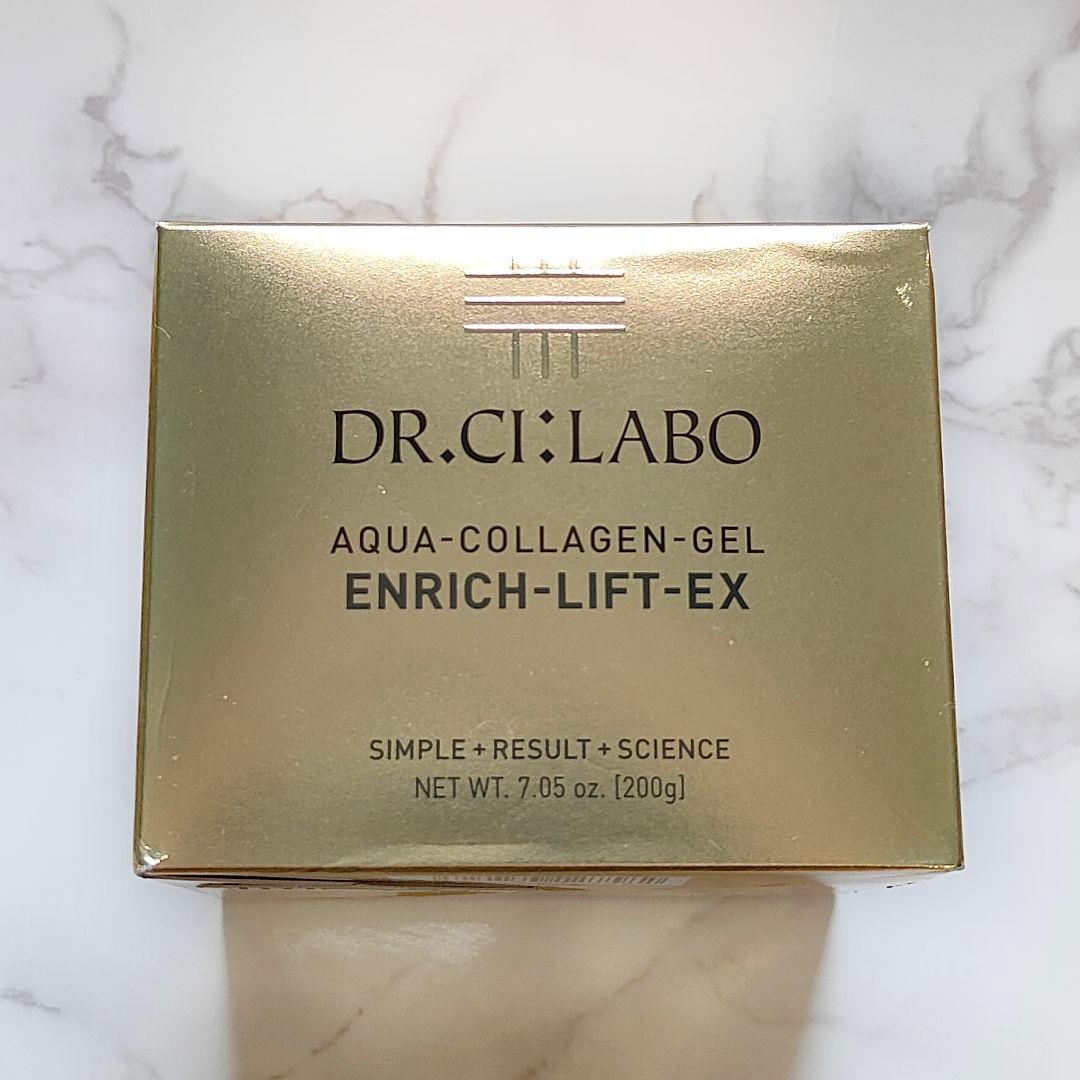 DR.CI:LABO
AQUA-COLLAGEN-GEL
ENRICH-LIFT-EX
SIMPLE + RESULT + SCIENCE
NET WT. 7.05 oz. [200g]